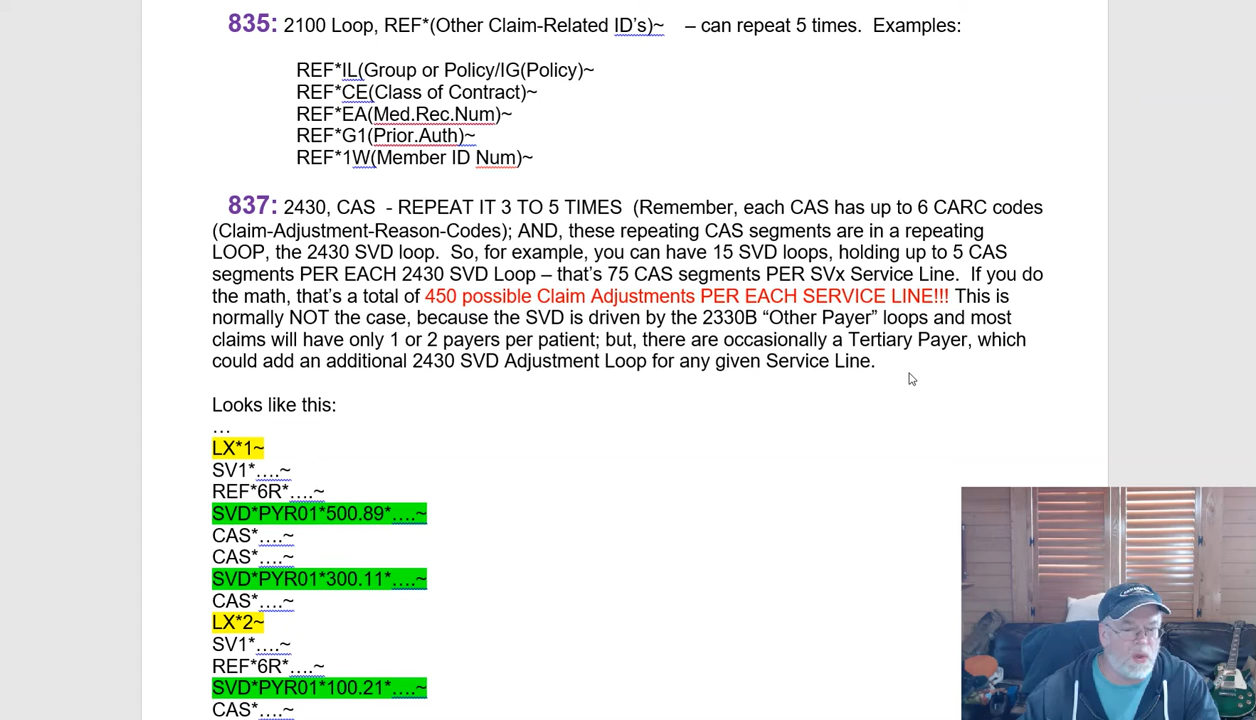 835: 2100 Loop, REF*(Other Claim-Related ID's)~ – can repeat 5 times. Examples:
REF*IL(Group or Policy/IG(Policy)~
REF*CE(Class of Contract)~
REF*EA(Med.Rec.Num)~
REF*G1(Prior.Auth)~
REF*1W(Member ID Num)~
837: 2430, CAS - REPEAT IT 3 TO 5 TIMES (Remember, each CAS has up to 6 CARC codes
(Claim-Adjustment-Reason-Codes); AND, these repeating CAS segments are in a repeating
LOOP, the 2430 SVD loop. So, for example, you can have 15 SVD loops, holding up to 5 CAS
segments PER EACH 2430 SVD Loop – that's 75 CAS segments PER SVx Service Line. If you do
the math, that's a total of 450 possible Claim Adjustments PER EACH SERVICE LINE!!! This is
normally NOT the case, because the SVD is driven by the 2330B “Other Payer” loops and most
claims will have only 1 or 2 payers per patient; but, there are occasionally a Tertiary Payer, which
could add an additional 2430 SVD Adjustment Loop for any given Service Line.
Looks like this:
…
LX*1~
SV1*….~
REF*6R*….~
SVD*PYR01*500.89*….~
CAS*….~
CAS*….~
SVD*PYR01*300.11*….~
CAS*….~
LX*2~
SV1*….~
REF*6R*….~
SVD*PYR01*100.21*….~
CAS*….~